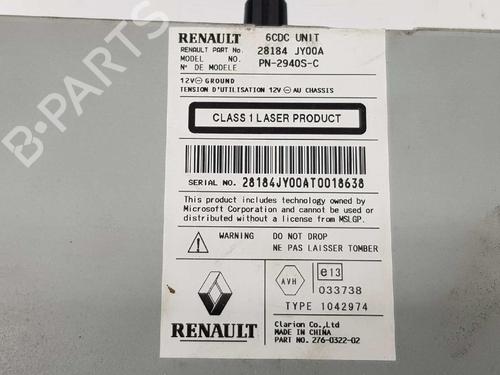 RENAULT 6CDC UNIT
RENAULT PART No. 28184 JY00A
MODEL NO. PN-2940S-C
N° DE MODELE
12V⊖GROUND
TENSION D'UTILISATION 12V⊖ AU CHASSIS
CLASS 1 LASER PRODUCT
SERIAL NO. 28184JY00AT0018638
This product includes technology owned by
Microsoft Corporation and cannot be used or
distributed without a license from MSLGP.
WARNING DO NOT DROP
NE PAS LAISSER TOMBER
AVH e13
033738
TYPE 1042974
RENAULT
Clarion Co.,Ltd
MADE IN CHINA
PART NO. 276-0322-02
B-PARTS